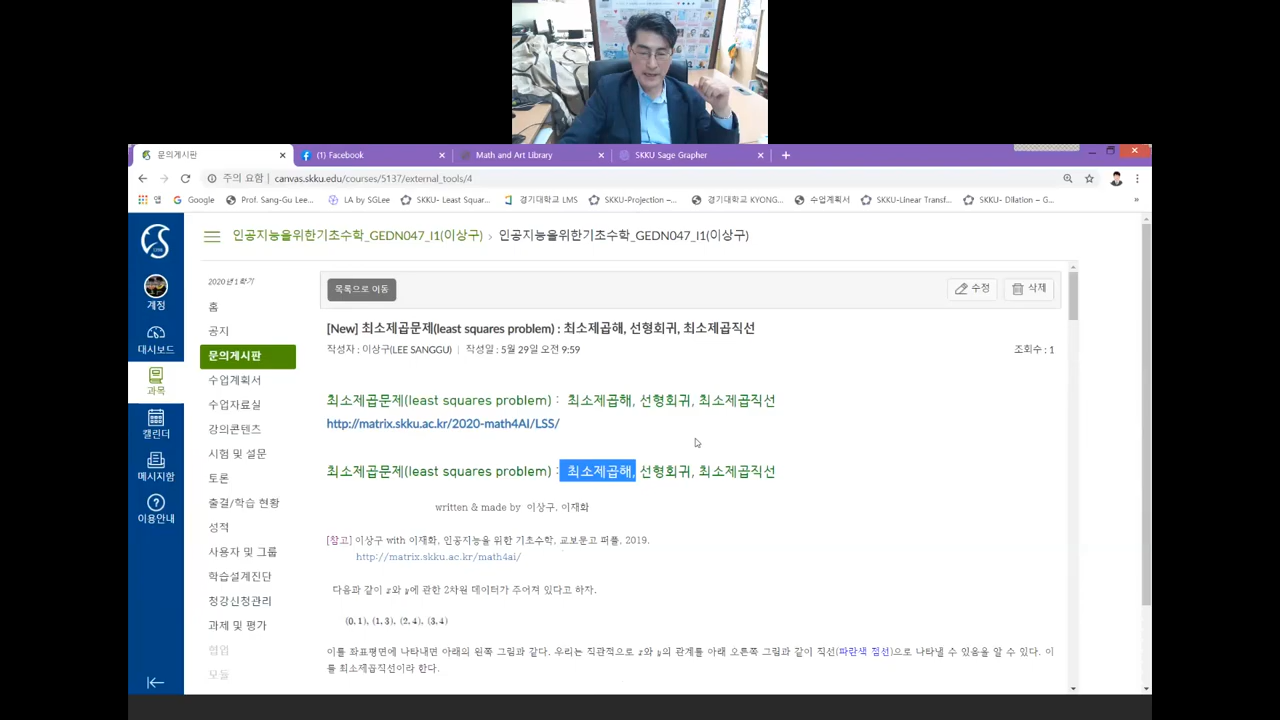 문의게시판
(1) Facebook
Math and Art Library
SKKU Sage Grapher
주의 요함 | canvas.skku.edu/courses/5137/external_tools/4
앱
Google
Prof. Sang-Gu Lee...
LA by SGLee
SKKU- Least Squar...
경기대학교 LMS
SKKU-Projection –...
경기대학교 KYONG...
수업계획서
SKKU-Linear Transf...
SKKU- Dilation – G...
»
인공지능을위한기초수학_GEDN047_I1(이상구) › 인공지능을위한기초수학_GEDN047_I1(이상구)
계정
대시보드
과목
캘린더
메시지함
이용안내
2020년 1학기
홈
공지
문의게시판
수업계획서
수업자료실
강의콘텐츠
시험 및 설문
토론
출결/학습 현황
성적
사용자 및 그룹
학습설계진단
청강신청관리
과제 및 평가
협업
모듈
목록으로 이동
수정
삭제
[New] 최소제곱문제(least squares problem) : 최소제곱해, 선형회귀, 최소제곱직선
작성자 : 이상구(LEE SANGGU) | 작성일 : 5월 29일 오전 9:59
조회수 : 1
최소제곱문제(least squares problem) : 최소제곱해, 선형회귀, 최소제곱직선
http://matrix.skku.ac.kr/2020-math4AI/LSS/
최소제곱문제(least squares problem) : 최소제곱해, 선형회귀, 최소제곱직선
written & made by 이상구, 이재화
[참고] 이상구 with 이재화, 인공지능을 위한 기초수학, 교보문고 퍼플, 2019.
http://matrix.skku.ac.kr/math4ai/
다음과 같이 x와 y에 관한 2차원 데이터가 주어져 있다고 하자.
(0,1), (1,3), (2,4), (3,4)
이를 좌표평면에 나타내면 아래의 왼쪽 그림과 같다. 우리는 직관적으로 x와 y의 관계를 아래 오른쪽 그림과 같이 직선(파란색 점선)으로 나타낼 수 있음을 알 수 있다. 이
를 최소제곱직선이라 한다.